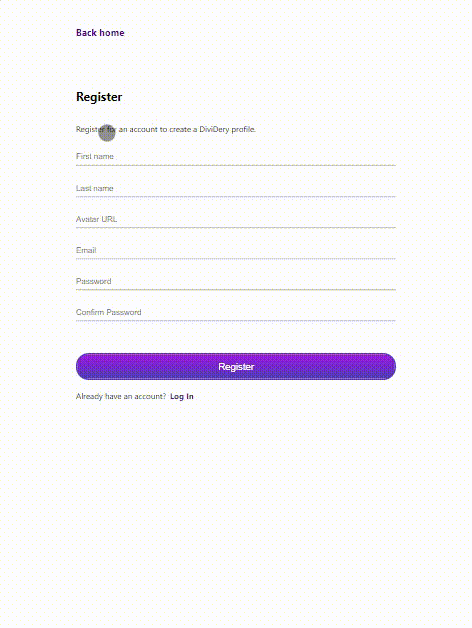 Back home
Register
Register for an account to create a DiviDery profile.
First name
Last name
Avatar URL
Email
Password
Confirm Password
Register
Already have an account? Log In